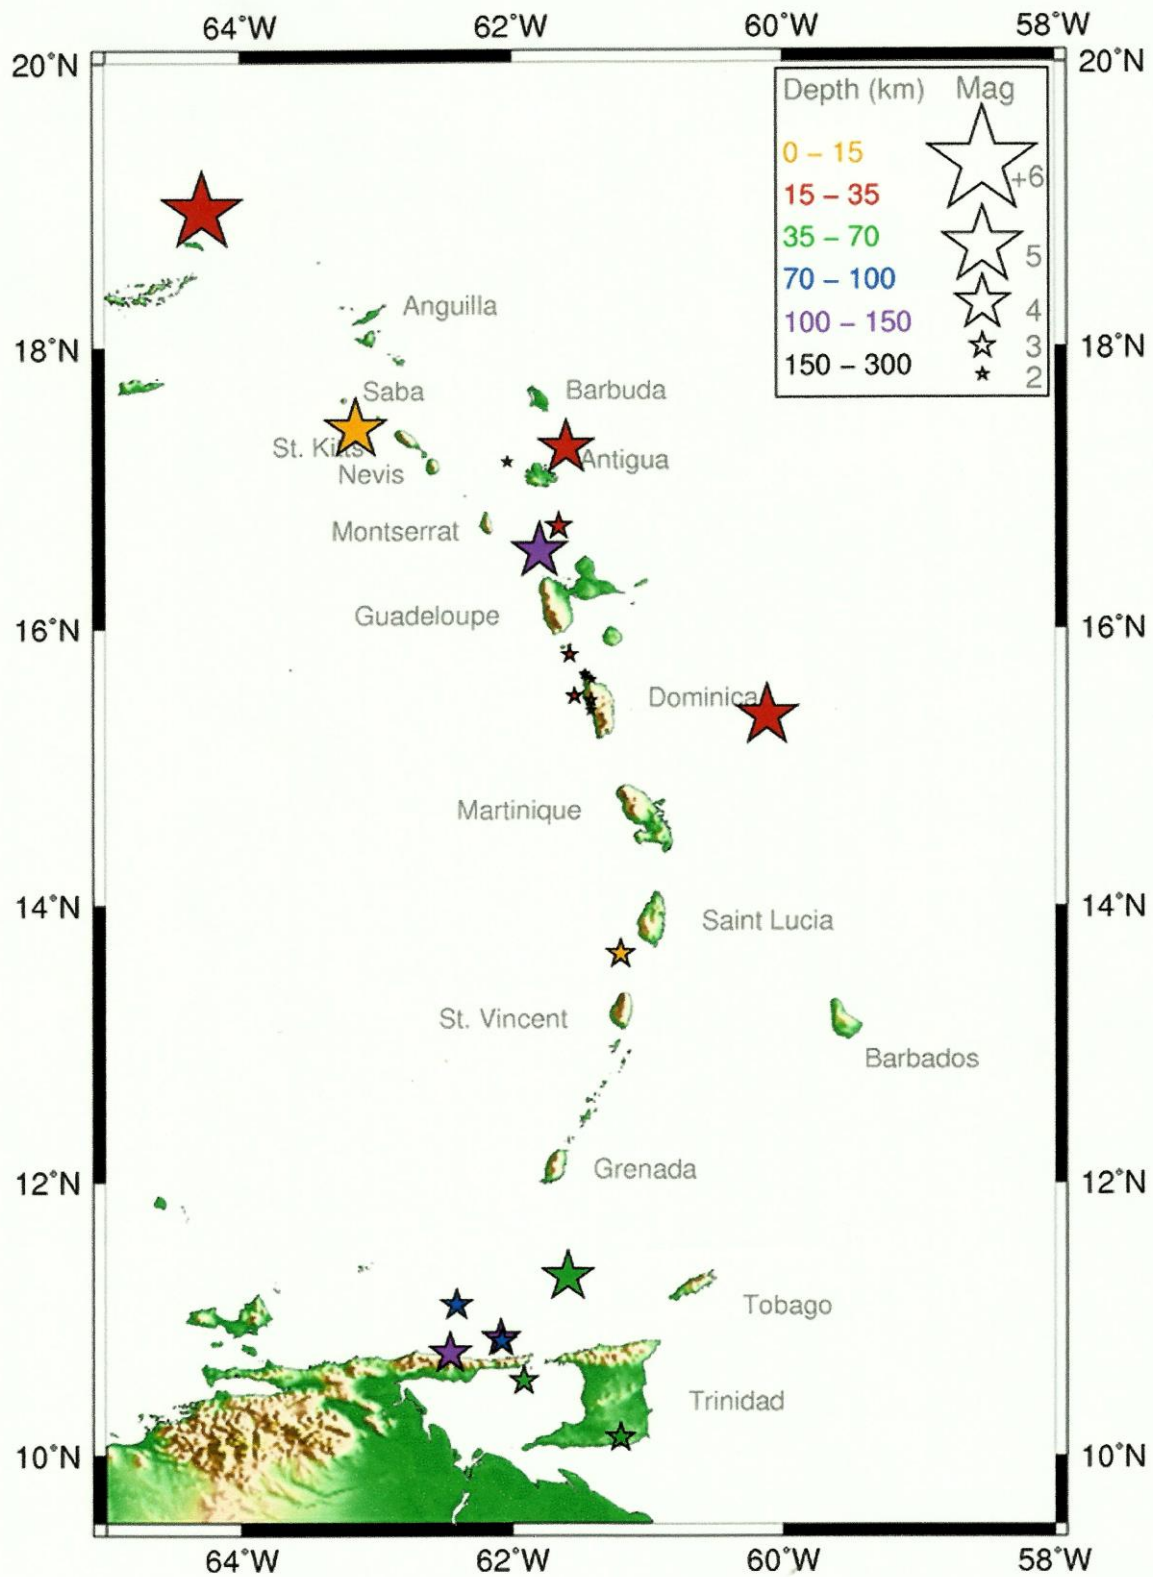 64°W 62°W 60°W 58°W
20°N 20°N
Depth (km) Mag
0 – 15
+6
15 – 35
35 – 70
5
70 – 100
4
100 – 150
3
150 – 300
2
Anguilla
18°N 18°N
Saba
Barbuda
St. Kitts
Antigua
Nevis
Montserrat
Guadeloupe
16°N 16°N
Dominica
Martinique
14°N 14°N
Saint Lucia
St. Vincent
Barbados
Grenada
12°N 12°N
Tobago
Trinidad
10°N 10°N
64°W 62°W 60°W 58°W